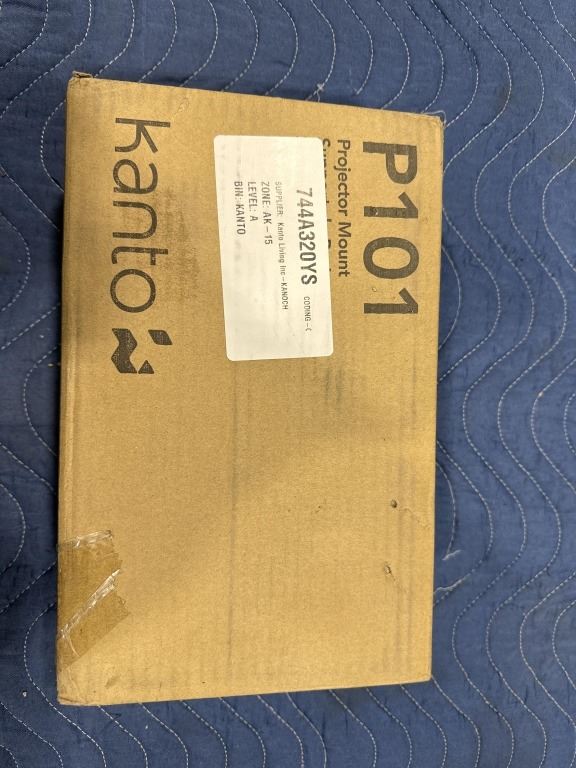 P101
Projector Mount
744A320YS CODING-C
SUPPLIER: Kanto Living Inc-KANOCH
ZONE: AK-15
LEVEL: A
BIN: KANTO
kanto